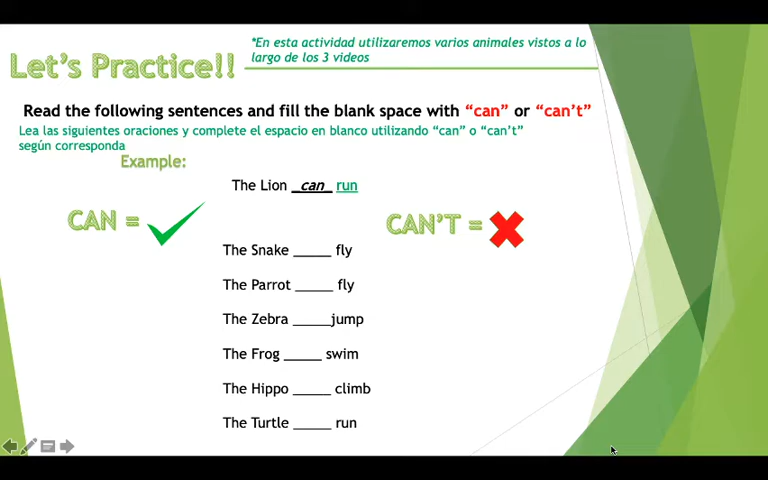 Let's Practice!!
*En esta actividad utilizaremos varios animales vistos a lo
largo de los 3 videos
Read the following sentences and fill the blank space with “can” or “can't”
Lea las siguientes oraciones y complete el espacio en blanco utilizando “can” o “can't”
según corresponda
Example:
The Lion _can_ run
CAN =
CAN'T =
The Snake _____ fly
The Parrot _____ fly
The Zebra _____jump
The Frog _____ swim
The Hippo _____ climb
The Turtle _____ run